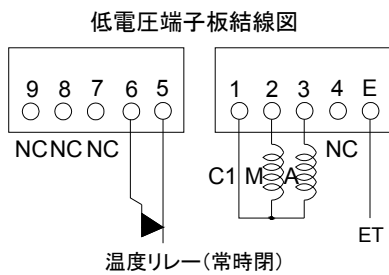 低電圧端子板結線図
9 8 7 6 5
1 2 3 4 E
NC NC NC
NC
C1 M A
ET
温度リレー(常時閉)